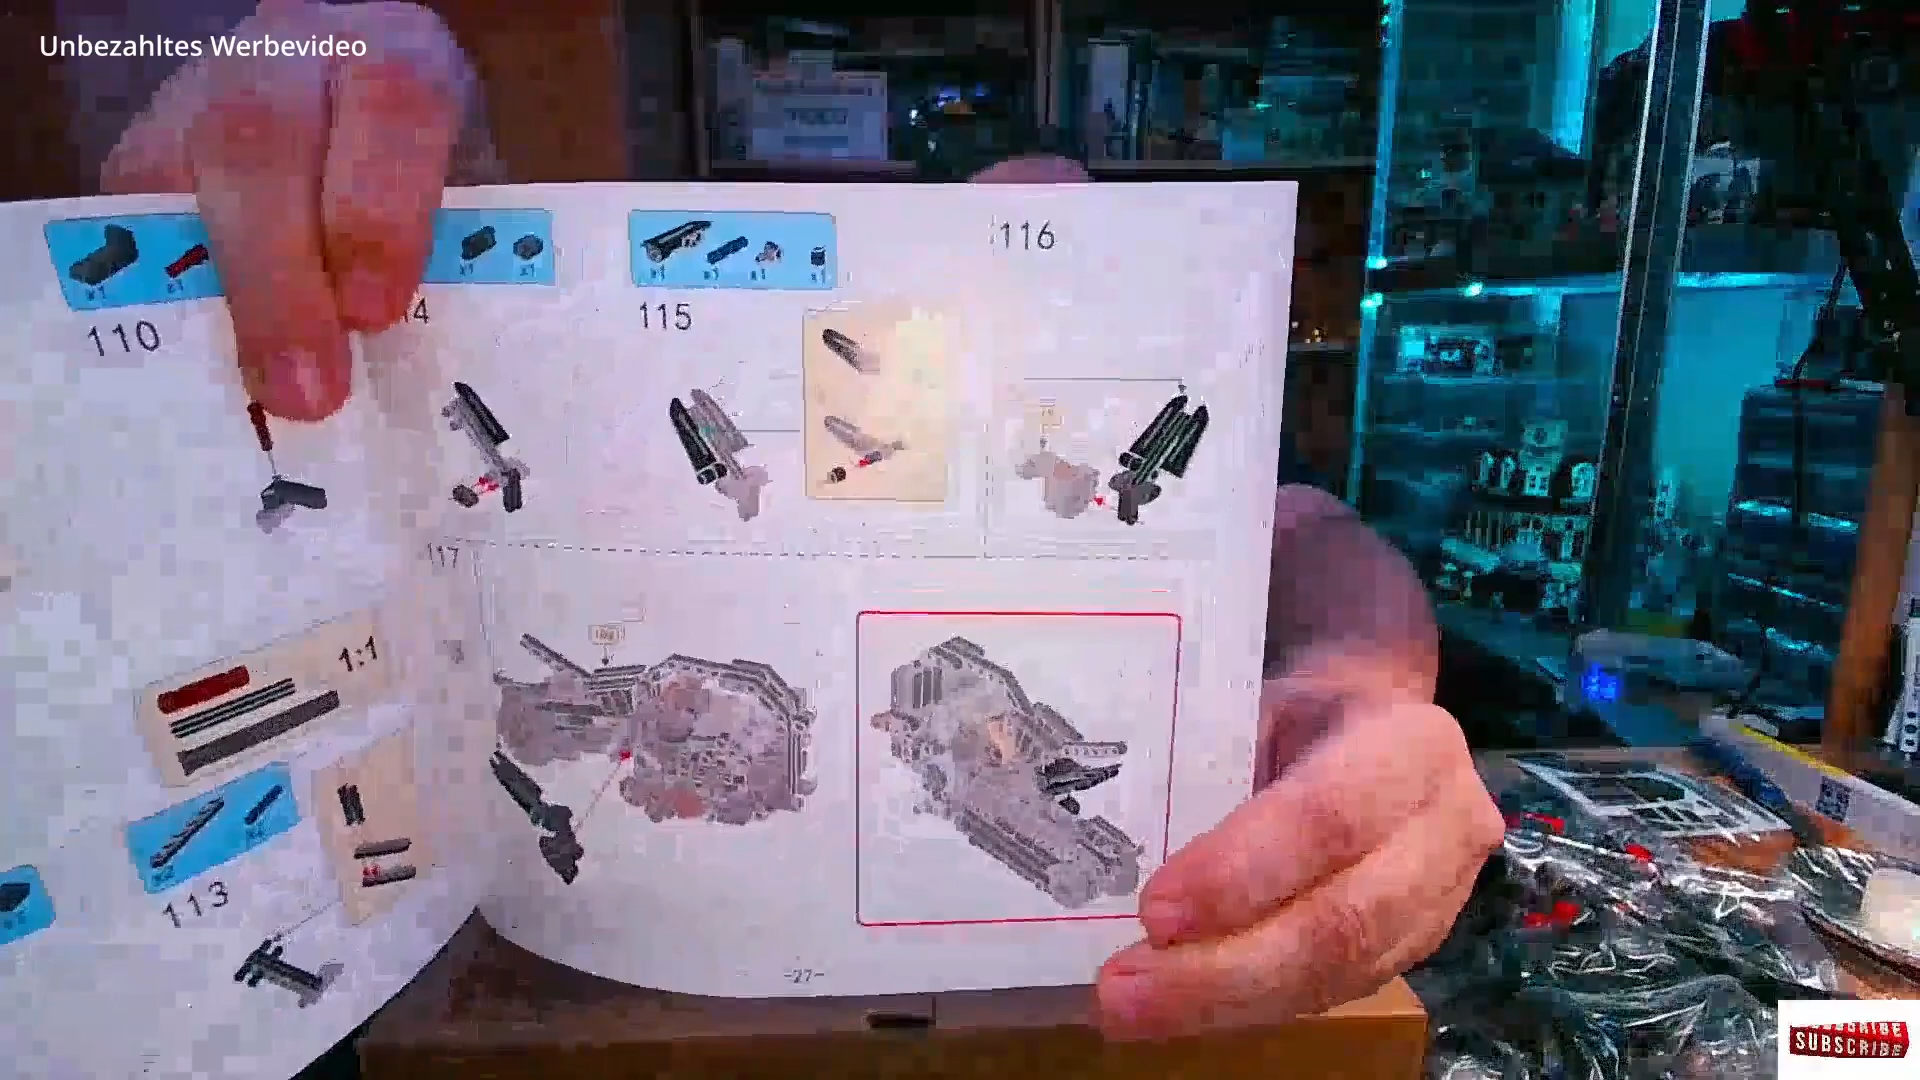 Unbezahltes Werbevideo
x1
x1
110
x1
x1
x1
x1
x1
x1
115
116
117
1:1
113
-27-
SUBSCRIBE